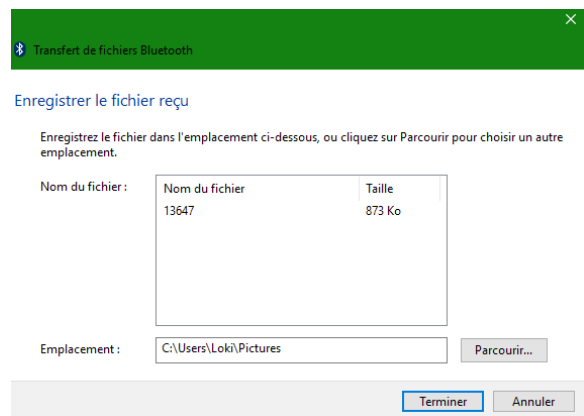 Transfert de fichiers Bluetooth
Enregistrer le fichier reçu
Enregistrez le fichier dans l'emplacement ci-dessous, ou cliquez sur Parcourir pour choisir un autre
emplacement.
Nom du fichier :
Nom du fichier Taille
13647 873 Ko
Emplacement : C:\Users\Loki\Pictures Parcourir...
Terminer Annuler